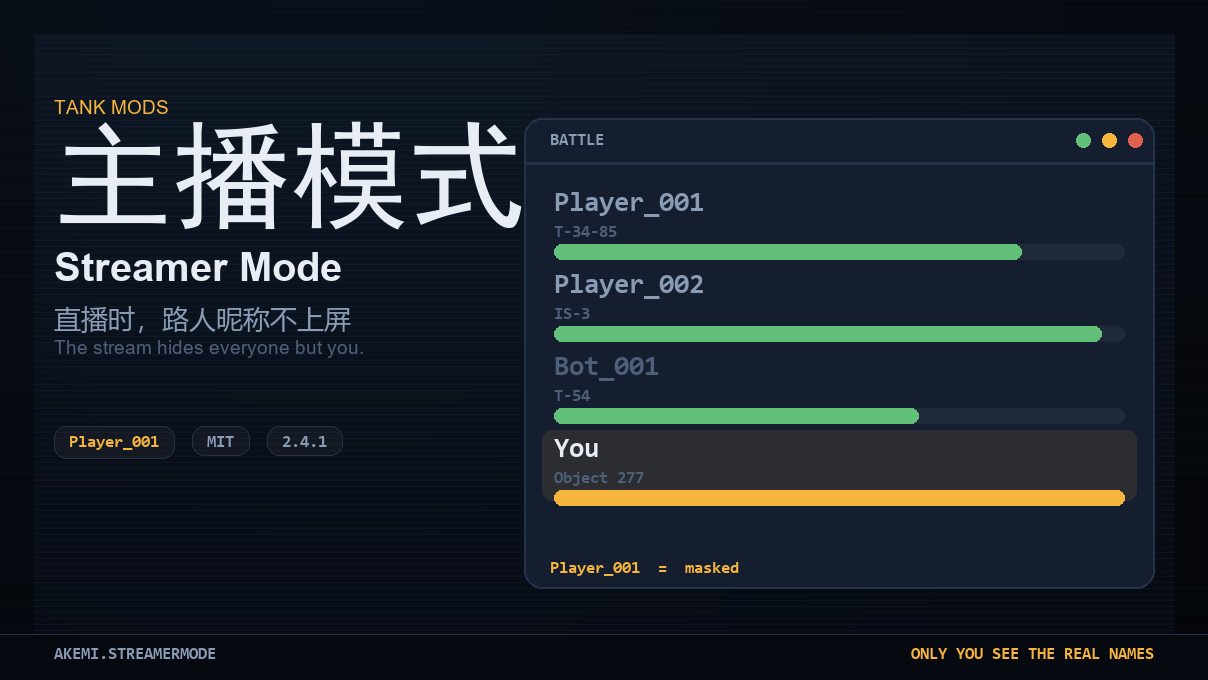 TANK MODS
主播模式
Streamer Mode
直播时，路人昵称不上屏
The stream hides everyone but you.
Player_001 MIT 2.4.1
BATTLE
Player_001
T-34-85
Player_002
IS-3
Bot_001
T-54
You
Object 277
Player_001 = masked
AKEMI.STREAMERMODE
ONLY YOU SEE THE REAL NAMES